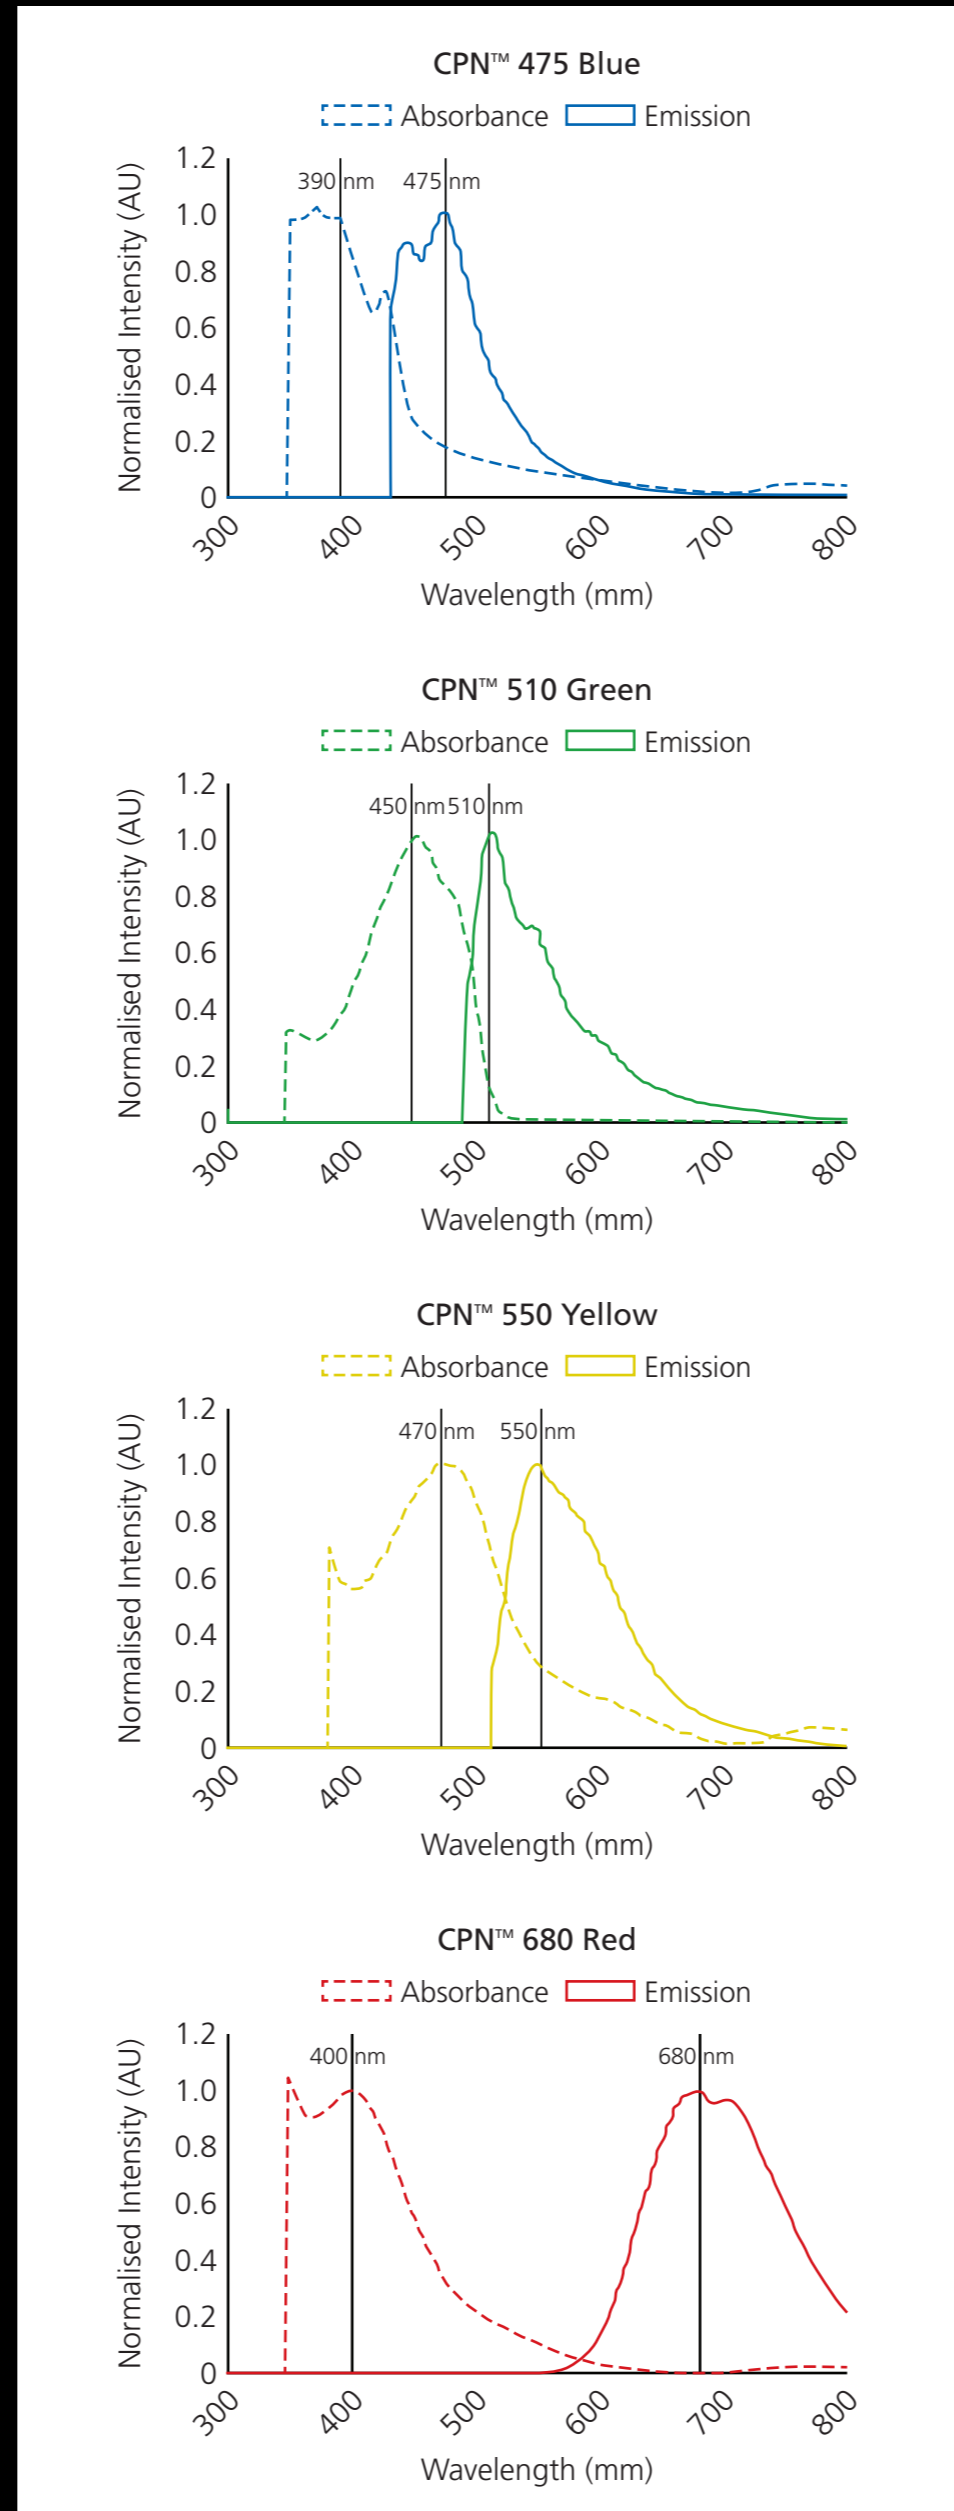 CPN™ 475 Blue
Absorbance Emission
Normalised Intensity (AU)
1.2
1.0
0.8
0.6
0.4
0.2
0
390 nm 475 nm
300 400 500 600 700 800
Wavelength (mm)
CPN™ 510 Green
Absorbance Emission
Normalised Intensity (AU)
1.2
1.0
0.8
0.6
0.4
0.2
0
450 nm 510 nm
300 400 500 600 700 800
Wavelength (mm)
CPN™ 550 Yellow
Absorbance Emission
Normalised Intensity (AU)
1.2
1.0
0.8
0.6
0.4
0.2
0
470 nm 550 nm
300 400 500 600 700 800
Wavelength (mm)
CPN™ 680 Red
Absorbance Emission
Normalised Intensity (AU)
1.2
1.0
0.8
0.6
0.4
0.2
0
400 nm 680 nm
300 400 500 600 700 800
Wavelength (mm)